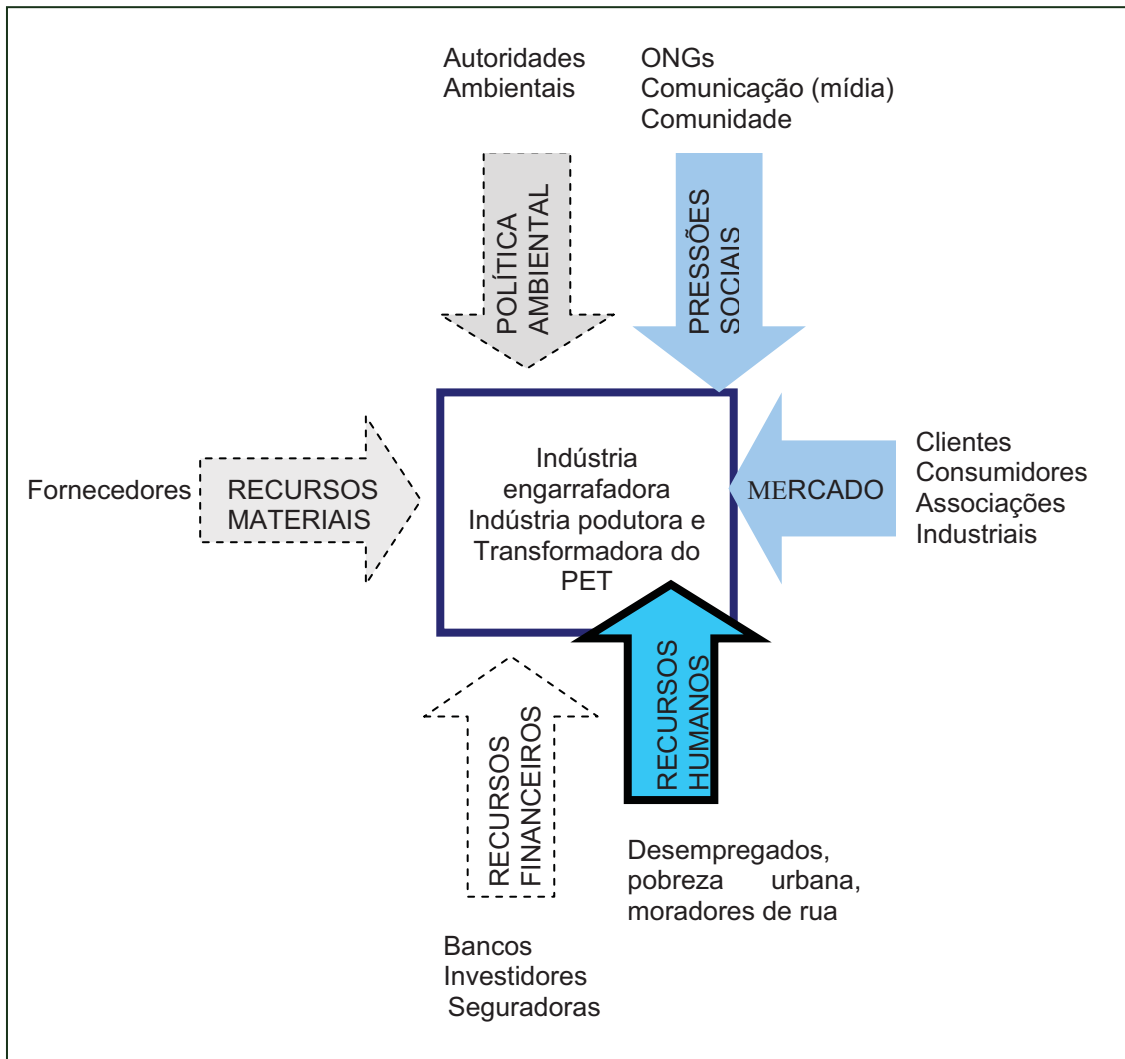 Autoridades
Ambientais
ONGs
Comunicação (mídia)
Comunidade
POLÍTICA
AMBIENTAL
PRESSÕES
SOCIAIS
Fornecedores
RECURSOS
MATERIAIS
Indústria
engarrafadora
Indústria podutora e
Transformadora do
PET
MERCADO
Clientes
Consumidores
Associações
Industriais
RECURSOS
FINANCEIROS
RECURSOS
HUMANOS
Desempregados,
pobreza urbana,
moradores de rua
Bancos
Investidores
Seguradoras